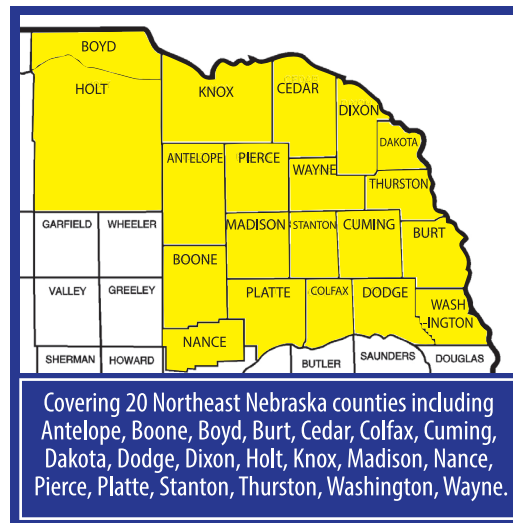 BOYD
HOLT
KNOX
CEDAR
DIXON
DAKOTA
ANTELOPE
PIERCE
WAYNE
THURSTON
GARFIELD
WHEELER
MADISON
STANTON
CUMING
BURT
BOONE
VALLEY
GREELEY
PLATTE
COLFAX
DODGE
WASH
-INGTON
NANCE
SHERMAN
HOWARD
BUTLER
SAUNDERS
DOUGLAS
Covering 20 Northeast Nebraska counties including
Antelope, Boone, Boyd, Burt, Cedar, Colfax, Cuming,
Dakota, Dodge, Dixon, Holt, Knox, Madison, Nance,
Pierce, Platte, Stanton, Thurston, Washington, Wayne.